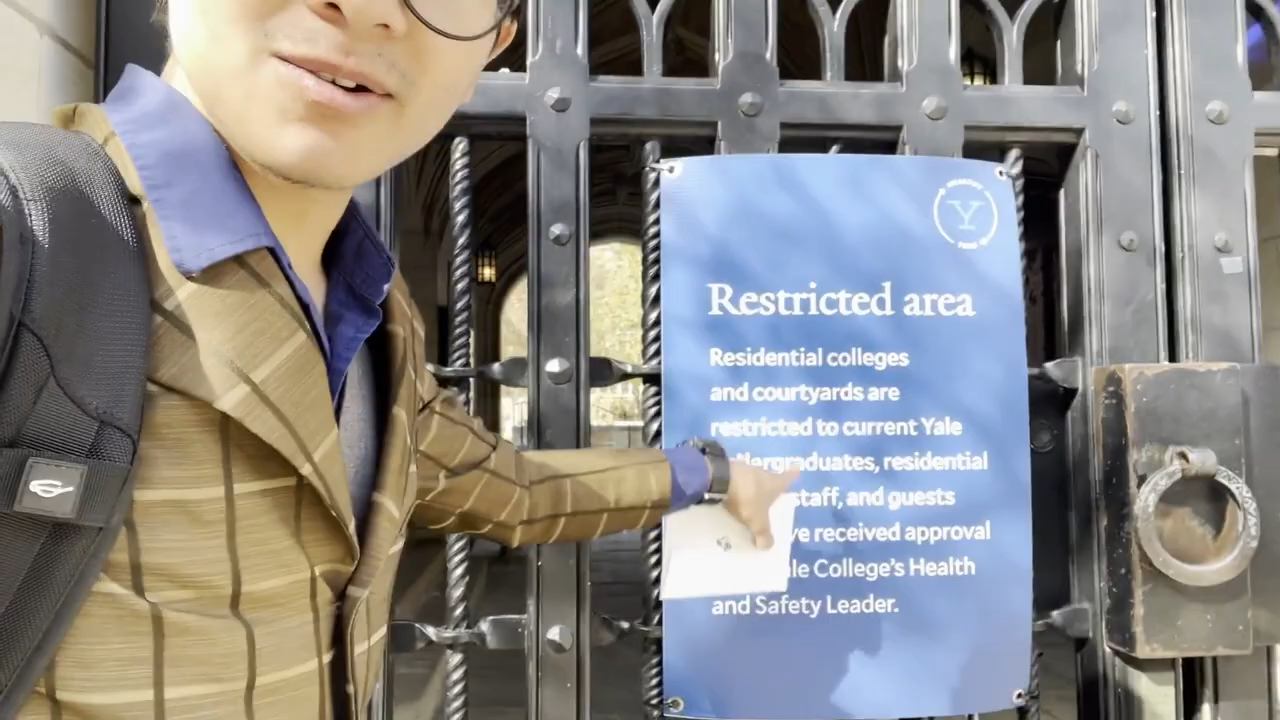 Y
Restricted area
Residential colleges
and courtyards are
restricted to current Yale
undergraduates, residential
staff, and guests
received approval
College's Health
and Safety Leader.